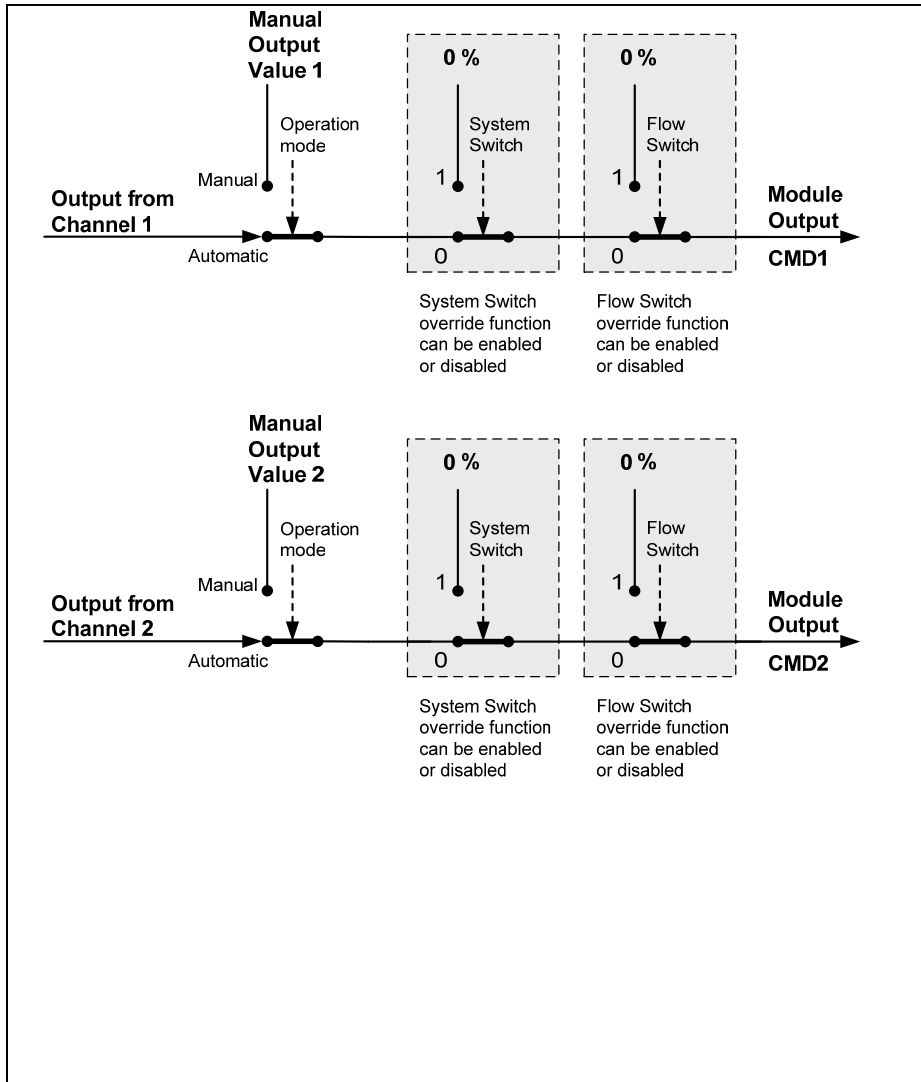 Manual
Output
Value 1
0 %
0 %
Operation
mode
System
Switch
Flow
Switch
Manual
1
1
Output from
Channel 1
Module
Output
Automatic
0
0
CMD1
System Switch
override function
can be enabled
or disabled
Flow Switch
override function
can be enabled
or disabled
Manual
Output
Value 2
0 %
0 %
Operation
mode
System
Switch
Flow
Switch
Manual
1
1
Output from
Channel 2
Module
Output
Automatic
0
0
CMD2
System Switch
override function
can be enabled
or disabled
Flow Switch
override function
can be enabled
or disabled